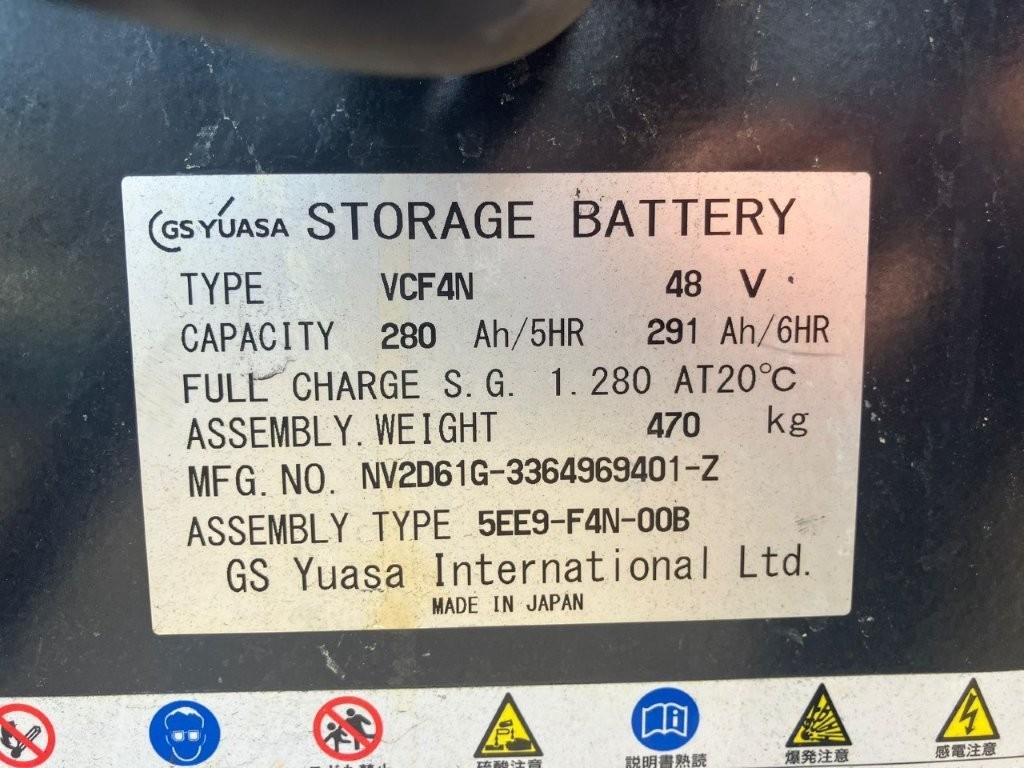 GS YUASA STORAGE BATTERY
TYPE VCF4N 48 V
CAPACITY 280 Ah/5HR 291 Ah/6HR
FULL CHARGE S.G. 1.280 AT20℃
ASSEMBLY.WEIGHT 470 kg
MFG.NO. NV2D61G-3364969401-Z
ASSEMBLY TYPE 5EE9-F4N-00B
GS Yuasa International Ltd.
MADE IN JAPAN
硫酸注意 説明書熟読 爆発注意 感電注意